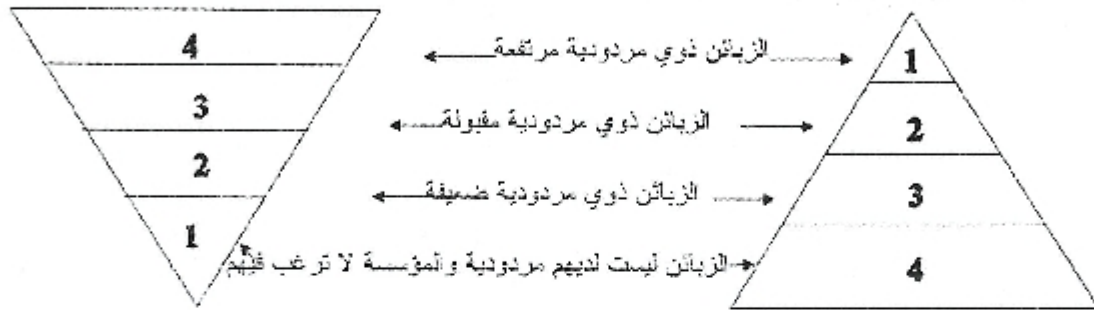 4 الزبائن ذوي مردودية مرتفعة 1
3 الزبائن ذوي مردودية مقبولة 2
2 الزبائن ذوي مردودية ضعيفة 3
1 الزبائن ليست لديهم مردودية والمؤسسة لا ترغب فيهم 4